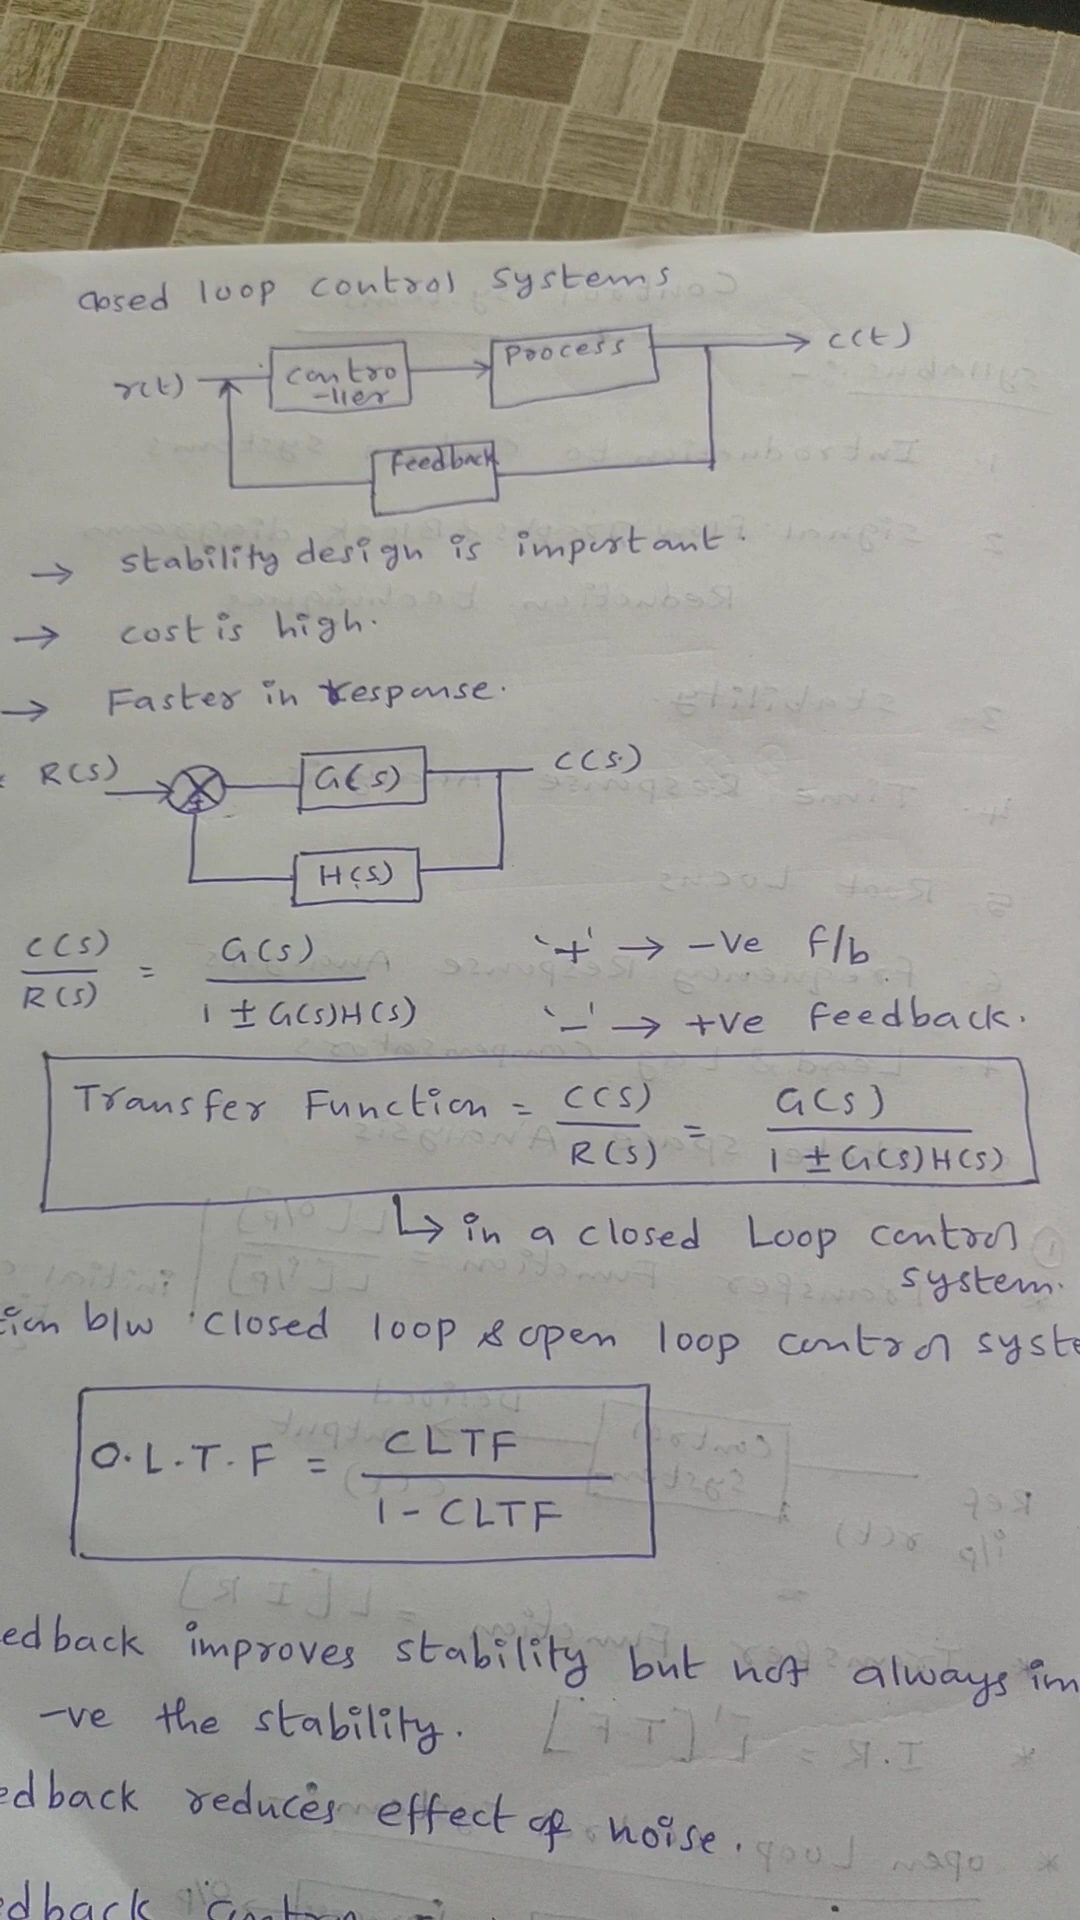 closed loop control systems
r(t)
contro
-ller
Process
c(t)
Feedback
→ stability design is important.
→ cost is high.
→ Faster in response.
R(s)
G(s)
C(s)
H(s)
C(s)/R(s) = G(s)/1 ± G(s)H(s)
'+' → -ve f/b
'-' → +ve feedback.
Transfer Function = C(s)/R(s) = G(s)/1 ± G(s)H(s)
↳ in a closed Loop control
system.
tion b/w closed loop & open loop control syste
O.L.T.F = CLTF/1 - CLTF
edback improves stability but not always im
-ve the stability.
edback reduces effect of noise.
edback